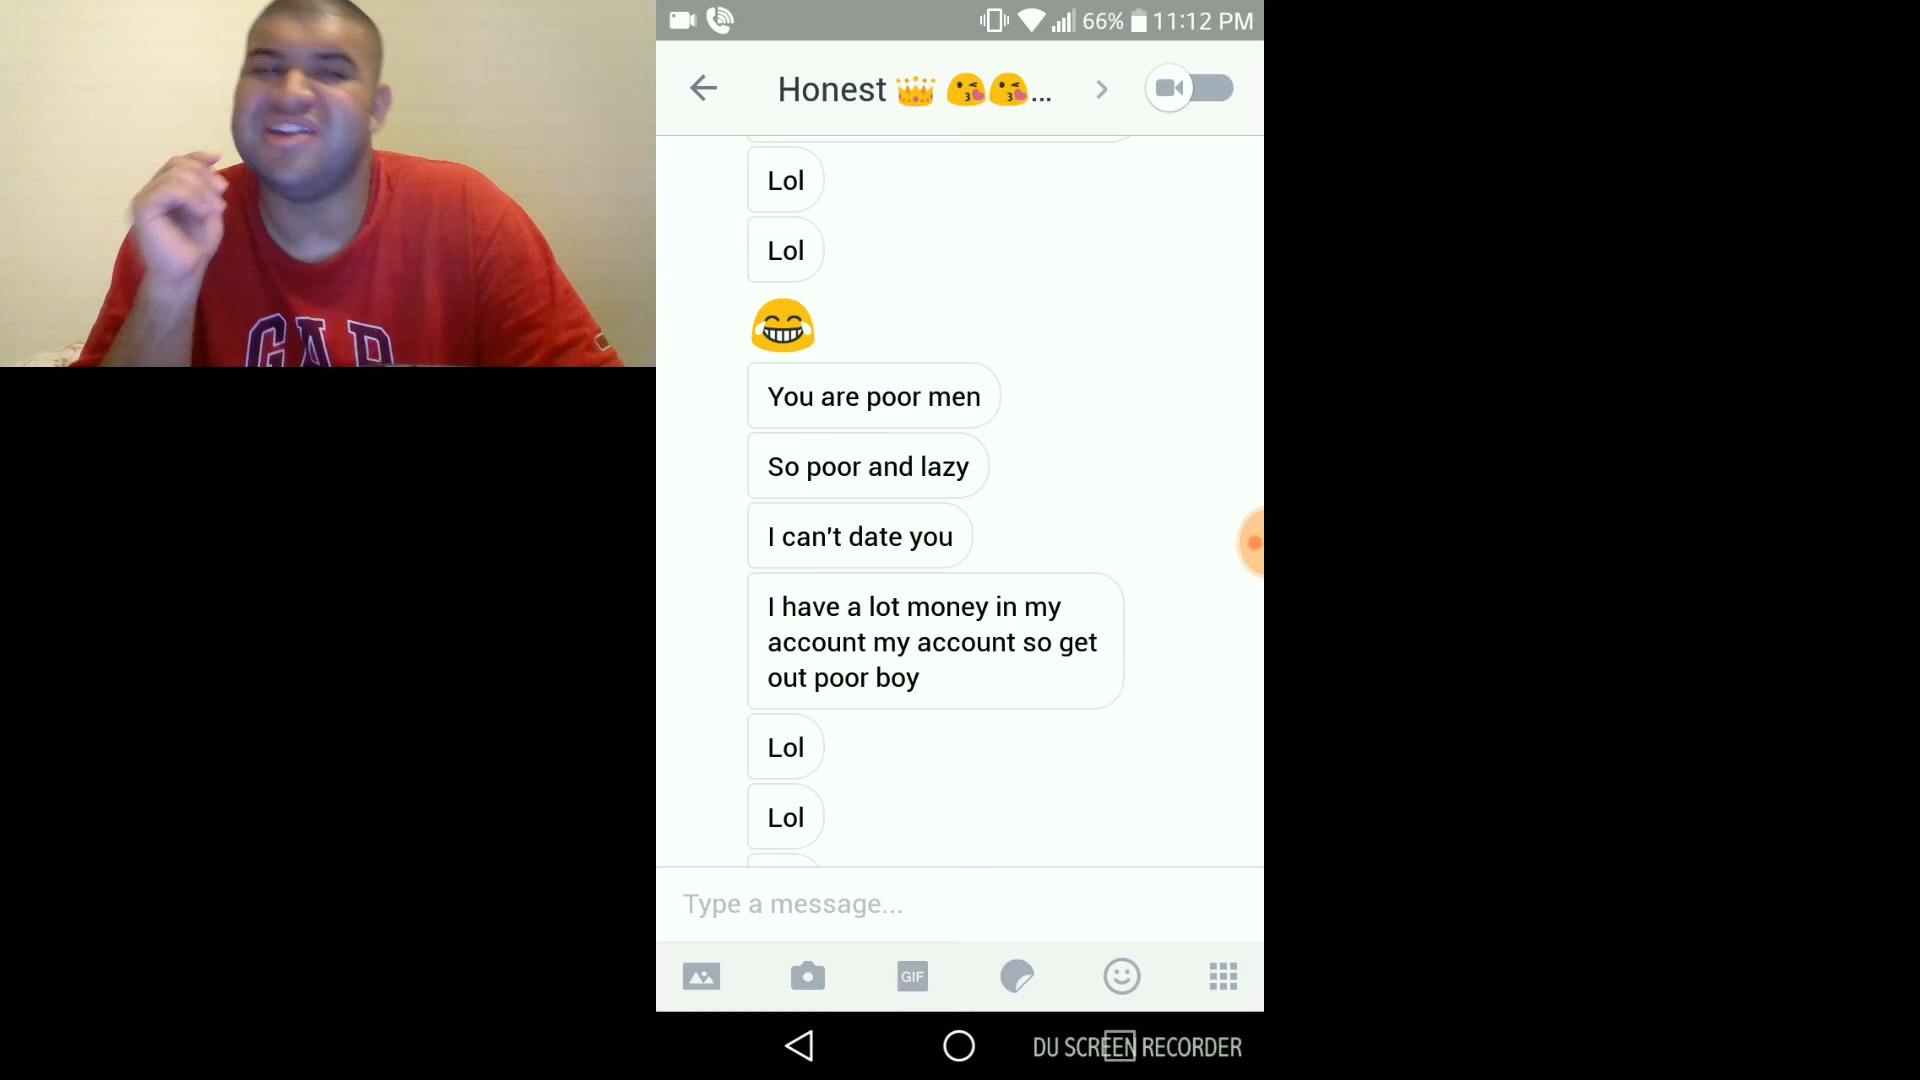 66% 11:12 PM
Honest 👑 😘😘...
Lol
Lol
😂
You are poor men
So poor and lazy
I can't date you
I have a lot money in my
account my account so get
out poor boy
Lol
Lol
Type a message...
GIF
DU SCREEN RECORDER
GAP